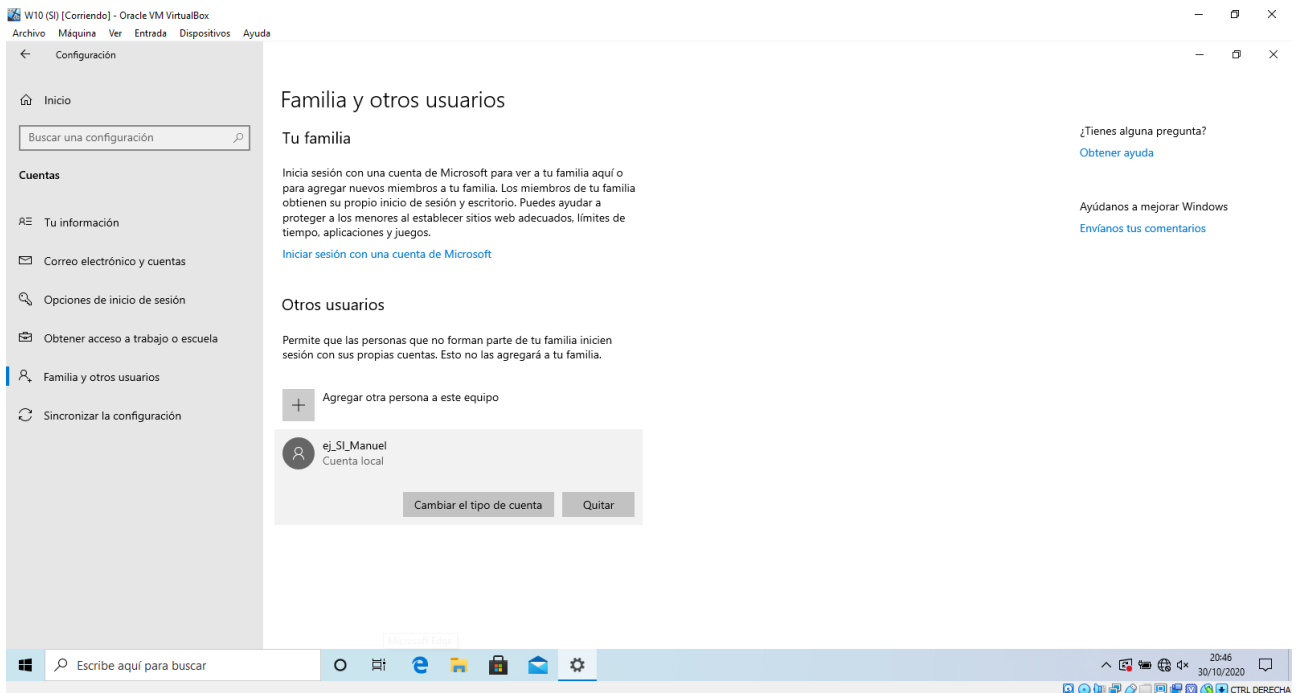 W10 (SI) [Corriendo] - Oracle VM VirtualBox
Archivo Máquina Ver Entrada Dispositivos Ayuda
Configuración
Inicio
Buscar una configuración
Cuentas
Tu información
Correo electrónico y cuentas
Opciones de inicio de sesión
Obtener acceso a trabajo o escuela
Familia y otros usuarios
Sincronizar la configuración
Familia y otros usuarios
Tu familia
Inicia sesión con una cuenta de Microsoft para ver a tu familia aquí o
para agregar nuevos miembros a tu familia. Los miembros de tu familia
obtienen su propio inicio de sesión y escritorio. Puedes ayudar a
proteger a los menores al establecer sitios web adecuados, límites de
tiempo, aplicaciones y juegos.
Iniciar sesión con una cuenta de Microsoft
Otros usuarios
Permite que las personas que no forman parte de tu familia inicien
sesión con sus propias cuentas. Esto no las agregará a tu familia.
Agregar otra persona a este equipo
ej_SI_Manuel
Cuenta local
Cambiar el tipo de cuenta Quitar
¿Tienes alguna pregunta?
Obtener ayuda
Ayúdanos a mejorar Windows
Envíanos tus comentarios
Microsoft Edge
Escribe aquí para buscar
20:46
30/10/2020
CTRL DERECHA